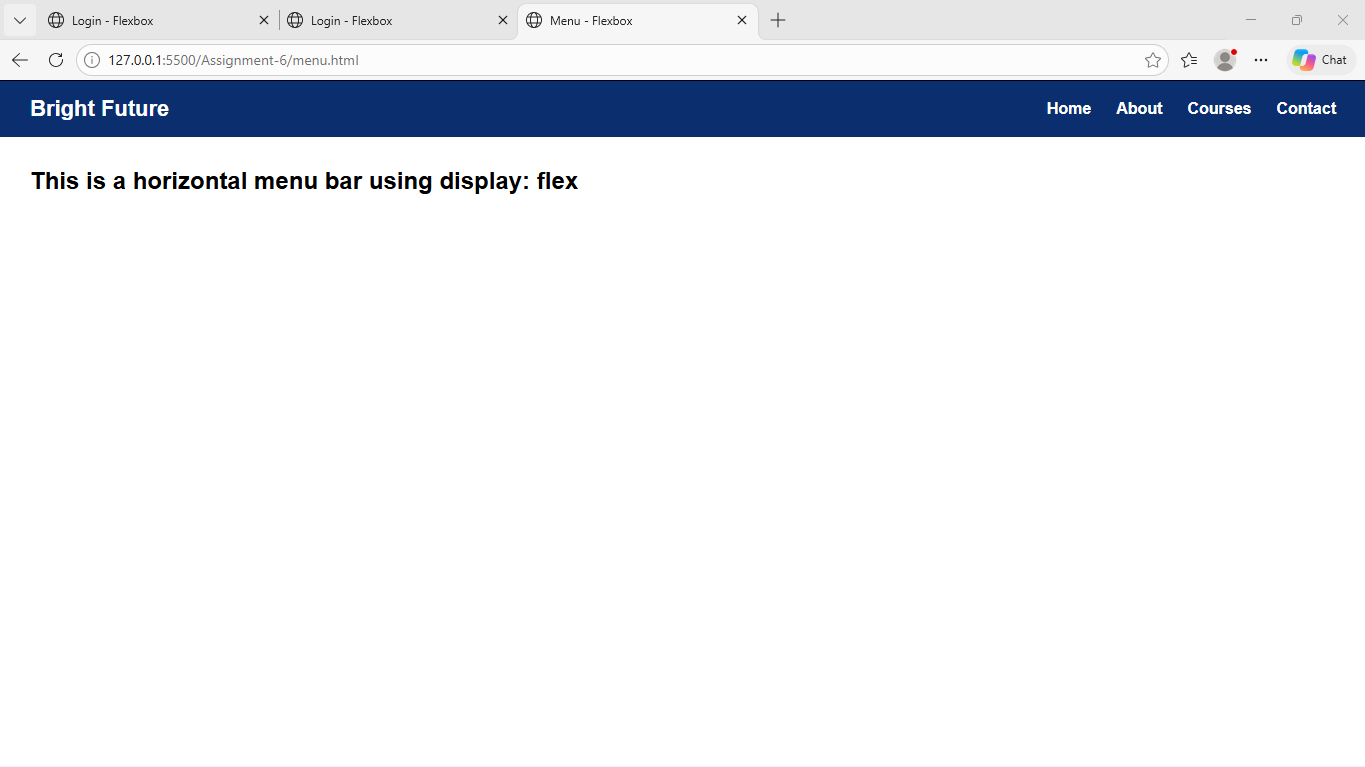 Login - Flexbox
Login - Flexbox
Menu - Flexbox
127.0.0.1:5500/Assignment-6/menu.html
Chat
Bright Future
Home About Courses Contact
This is a horizontal menu bar using display: flex